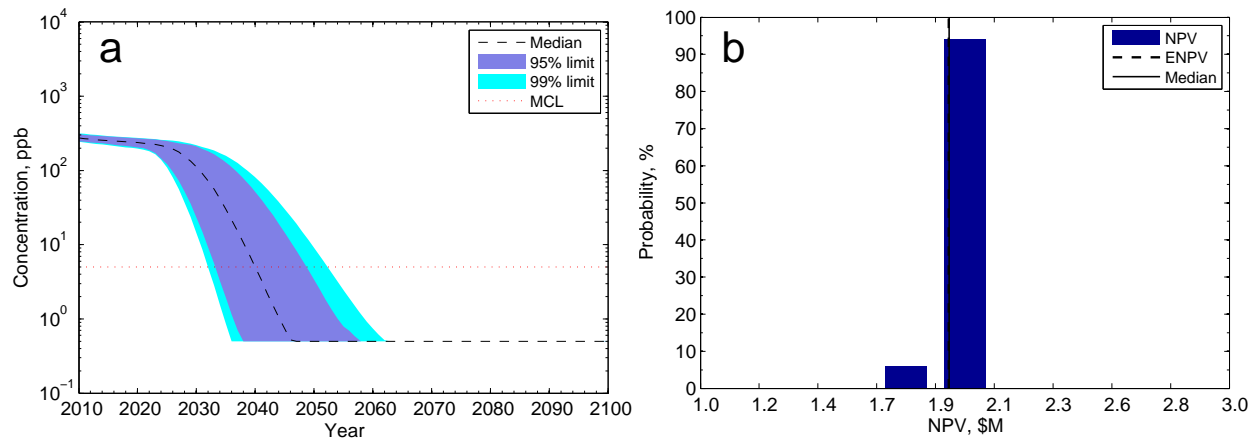 a
Median
95% limit
99% limit
MCL
10^4
10^3
10^2
10^1
10^0
10^-1
Concentration, ppb
2010 2020 2030 2040 2050 2060 2070 2080 2090 2100
Year
b
NPV
ENPV
Median
100
90
80
70
60
50
40
30
20
10
0
Probability, %
1.0 1.2 1.4 1.7 1.9 2.1 2.3 2.6 2.8 3.0
NPV, $M